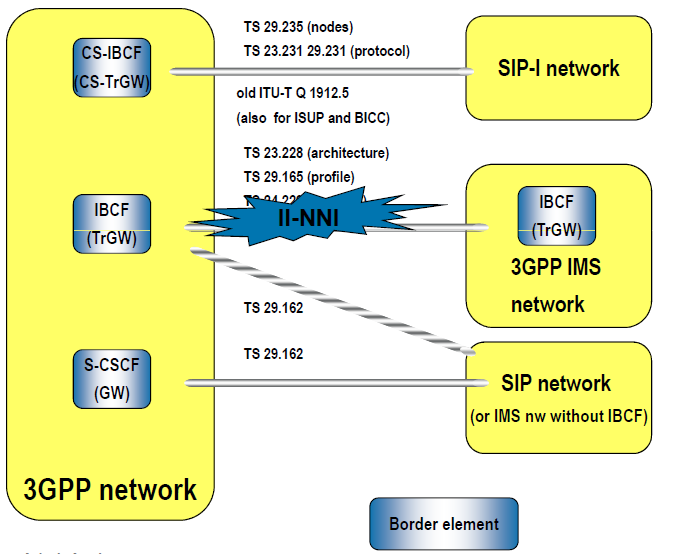 TS 29.235 (nodes)
TS 23.231 29.231 (protocol)
CS-IBCF
(CS-TrGW)
SIP-I network
old ITU-T Q 1912.5
(also for ISUP and BICC)
TS 23.228 (architecture)
TS 29.165 (profile)
II-NNI
IBCF
(TrGW)
IBCF
(TrGW)
3GPP IMS
network
TS 29.162
TS 29.162
S-CSCF
(GW)
SIP network
(or IMS nw without IBCF)
3GPP network
Border element